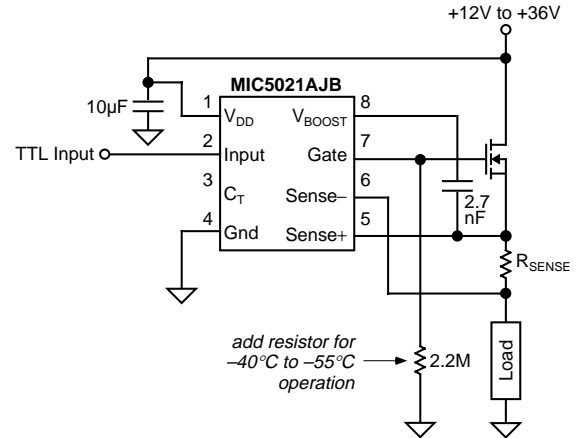 +12V to +36V
MIC5021AJB
10µF
1
V_DD
V_BOOST
8
TTL Input
2
Input
Gate
7
3
C_T
Sense−
6
4
Gnd
Sense+
5
2.7
nF
R_SENSE
add resistor for
–40°C to –55°C
operation
2.2M
Load